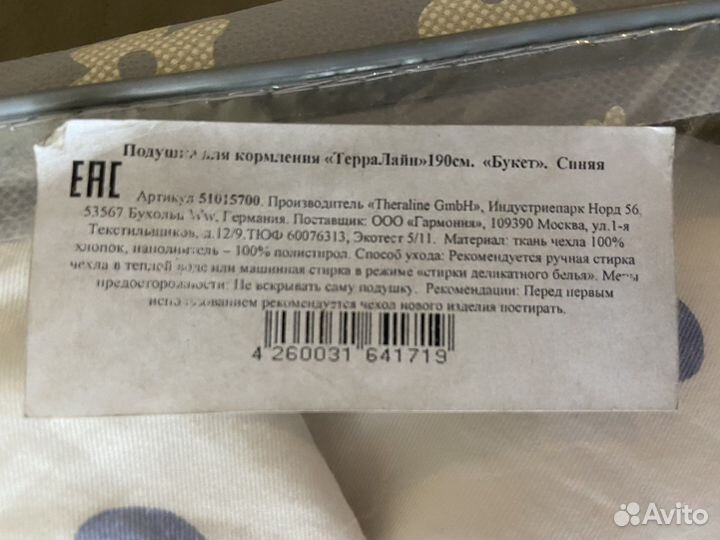 Подушка для кормления «ТерраЛайн»190см. «Букет». Синяя
EAC
Артикул 51015700. Производитель «Theraline GmbH», Индустриепарк Норд 56,
53567 Бухольц Ww, Германия. Поставщик: ООО «Гармония», 109390 Москва, ул.1-я
Текстильщиков, д.12/9.ТЮФ 60076313, Экотест 5/11. Материал: ткань чехла 100%
хлопок, наполнитель – 100% полистирол. Способ ухода: Рекомендуется ручная стирка
чехла в теплой воде или машинная стирка в режиме «стирки деликатного белья». Меры
предосторожности: Не вскрывать саму подушку. Рекомендации: Перед первым
использованием рекомендуется чехол нового изделия постирать.
4 260031 641719
Avito